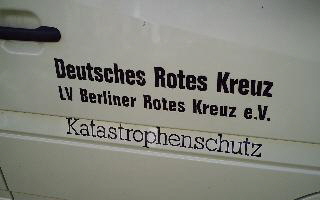 Deutsches Rotes Kreuz
LV Berliner Rotes Kreuz e.V.
Katastrophenschutz